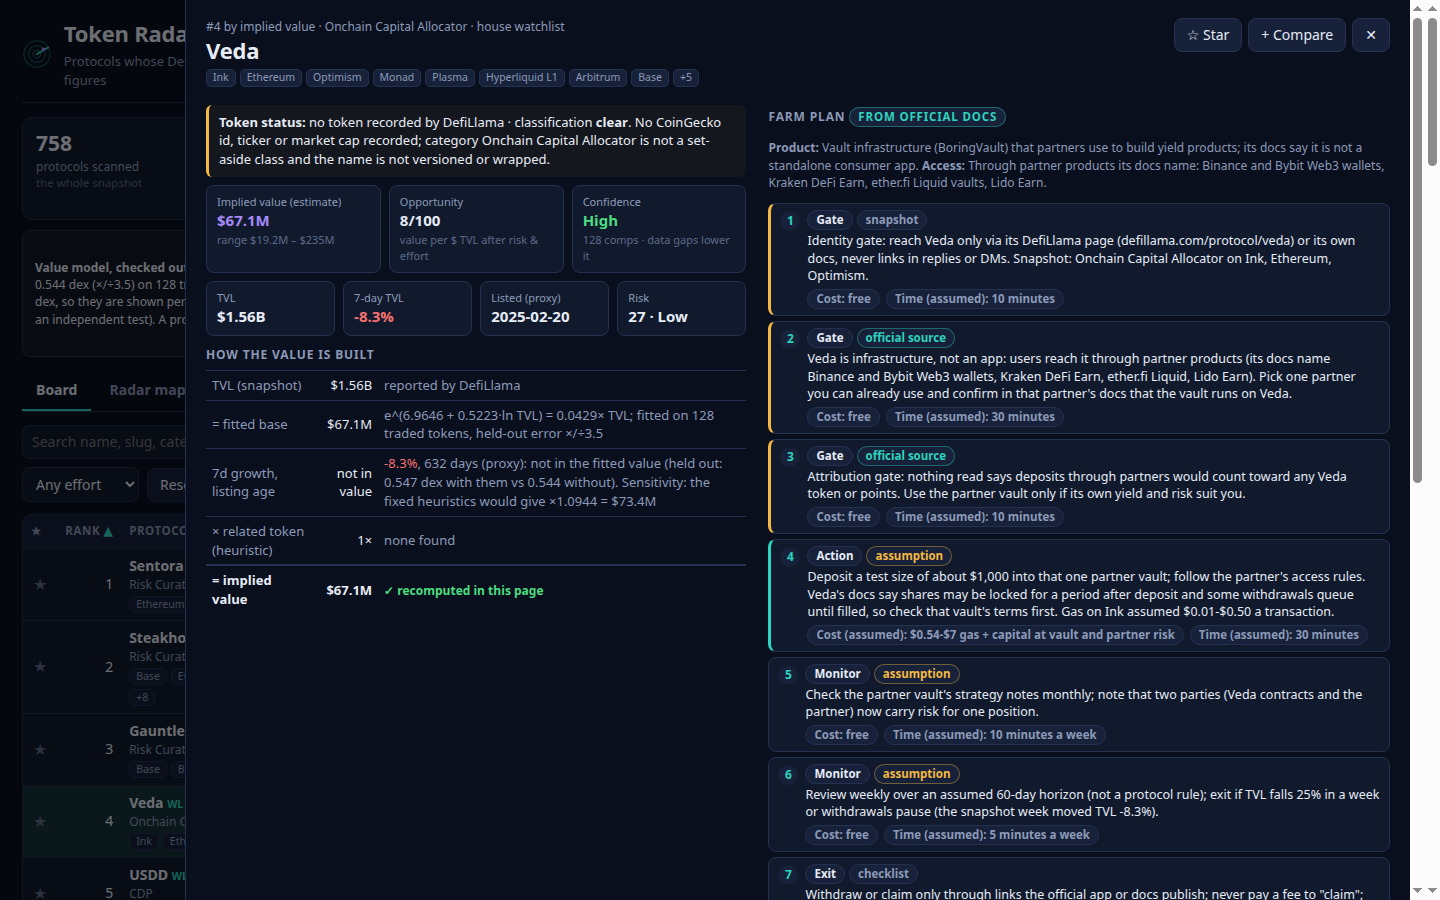 Token Rada
Protocols whose De
figures
758
protocols scanned
the whole snapshot
Value model, checked out
0.544 dex (×/÷3.5) on 128 t
dex, so they are shown per
an independent test). A pro
Board
Radar map
Search name, slug, cate
Any effort
Rese
★
RANK ▲
PROTOCO
★
1
Sentora
Risk Curat
Ethereum
★
2
Steakho
Risk Curat
Base
E
+8
★
3
Gauntle
Risk Curat
Base
B
★
4
Veda WL
Onchain C
Ink
Eth
★
5
USDD WL
CDP
#4 by implied value · Onchain Capital Allocator · house watchlist
Veda
Ink
Ethereum
Optimism
Monad
Plasma
Hyperliquid L1
Arbitrum
Base
+5
☆ Star
+ Compare
✕
Token status: no token recorded by DefiLlama · classification clear. No CoinGecko
id, ticker or market cap recorded; category Onchain Capital Allocator is not a set-
aside class and the name is not versioned or wrapped.
Implied value (estimate)
$67.1M
range $19.2M – $235M
Opportunity
8/100
value per $ TVL after risk &
effort
Confidence
High
128 comps · data gaps lower
it
TVL
$1.56B
7-day TVL
-8.3%
Listed (proxy)
2025-02-20
Risk
27 · Low
HOW THE VALUE IS BUILT
TVL (snapshot)
$1.56B
reported by DefiLlama
= fitted base
$67.1M
e^(6.9646 + 0.5223·ln TVL) = 0.0429× TVL; fitted on 128
traded tokens, held-out error ×/÷3.5
7d growth,
listing age
not in
value
-8.3%, 632 days (proxy): not in the fitted value (held out:
0.547 dex with them vs 0.544 without). Sensitivity: the
fixed heuristics would give ×1.0944 = $73.4M
× related token
(heuristic)
1×
none found
= implied
value
$67.1M
✓ recomputed in this page
FARM PLAN
FROM OFFICIAL DOCS
Product: Vault infrastructure (BoringVault) that partners use to build yield products; its docs say it is not a
standalone consumer app. Access: Through partner products its docs name: Binance and Bybit Web3 wallets,
Kraken DeFi Earn, ether.fi Liquid vaults, Lido Earn.
1
Gate
snapshot
Identity gate: reach Veda only via its DefiLlama page (defillama.com/protocol/veda) or its own
docs, never links in replies or DMs. Snapshot: Onchain Capital Allocator on Ink, Ethereum,
Optimism.
Cost: free
Time (assumed): 10 minutes
2
Gate
official source
Veda is infrastructure, not an app: users reach it through partner products (its docs name
Binance and Bybit Web3 wallets, Kraken DeFi Earn, ether.fi Liquid, Lido Earn). Pick one partner
you can already use and confirm in that partner's docs that the vault runs on Veda.
Cost: free
Time (assumed): 30 minutes
3
Gate
official source
Attribution gate: nothing read says deposits through partners would count toward any Veda
token or points. Use the partner vault only if its own yield and risk suit you.
Cost: free
Time (assumed): 10 minutes
4
Action
assumption
Deposit a test size of about $1,000 into that one partner vault; follow the partner's access rules.
Veda's docs say shares may be locked for a period after deposit and some withdrawals queue
until filled, so check that vault's terms first. Gas on Ink assumed $0.01-$0.50 a transaction.
Cost (assumed): $0.54-$7 gas + capital at vault and partner risk
Time (assumed): 30 minutes
5
Monitor
assumption
Check the partner vault's strategy notes monthly; note that two parties (Veda contracts and the
partner) now carry risk for one position.
Cost: free
Time (assumed): 10 minutes a week
6
Monitor
assumption
Review weekly over an assumed 60-day horizon (not a protocol rule); exit if TVL falls 25% in a week
or withdrawals pause (the snapshot week moved TVL -8.3%).
Cost: free
Time (assumed): 5 minutes a week
7
Exit
checklist
Withdraw or claim only through links the official app or docs publish; never pay a fee to "claim";